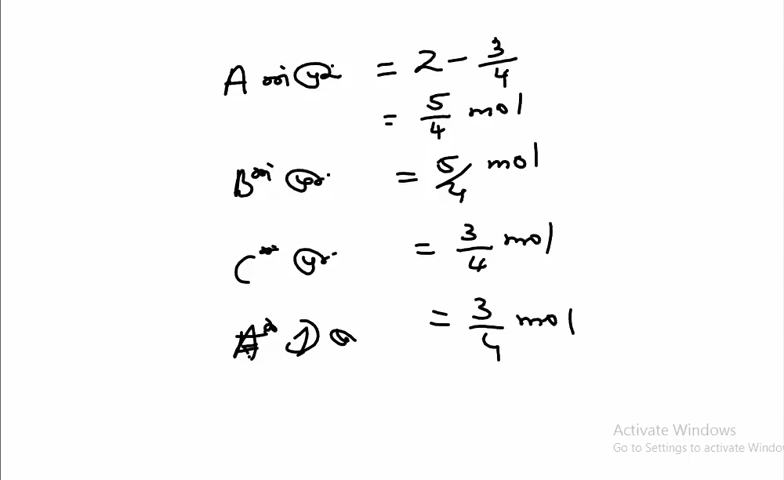 A = 2 - 3/4
= 5/4 mol
B = 5/4 mol
C = 3/4 mol
D = 3/4 mol
Activate Windows
Go to Settings to activate Windo